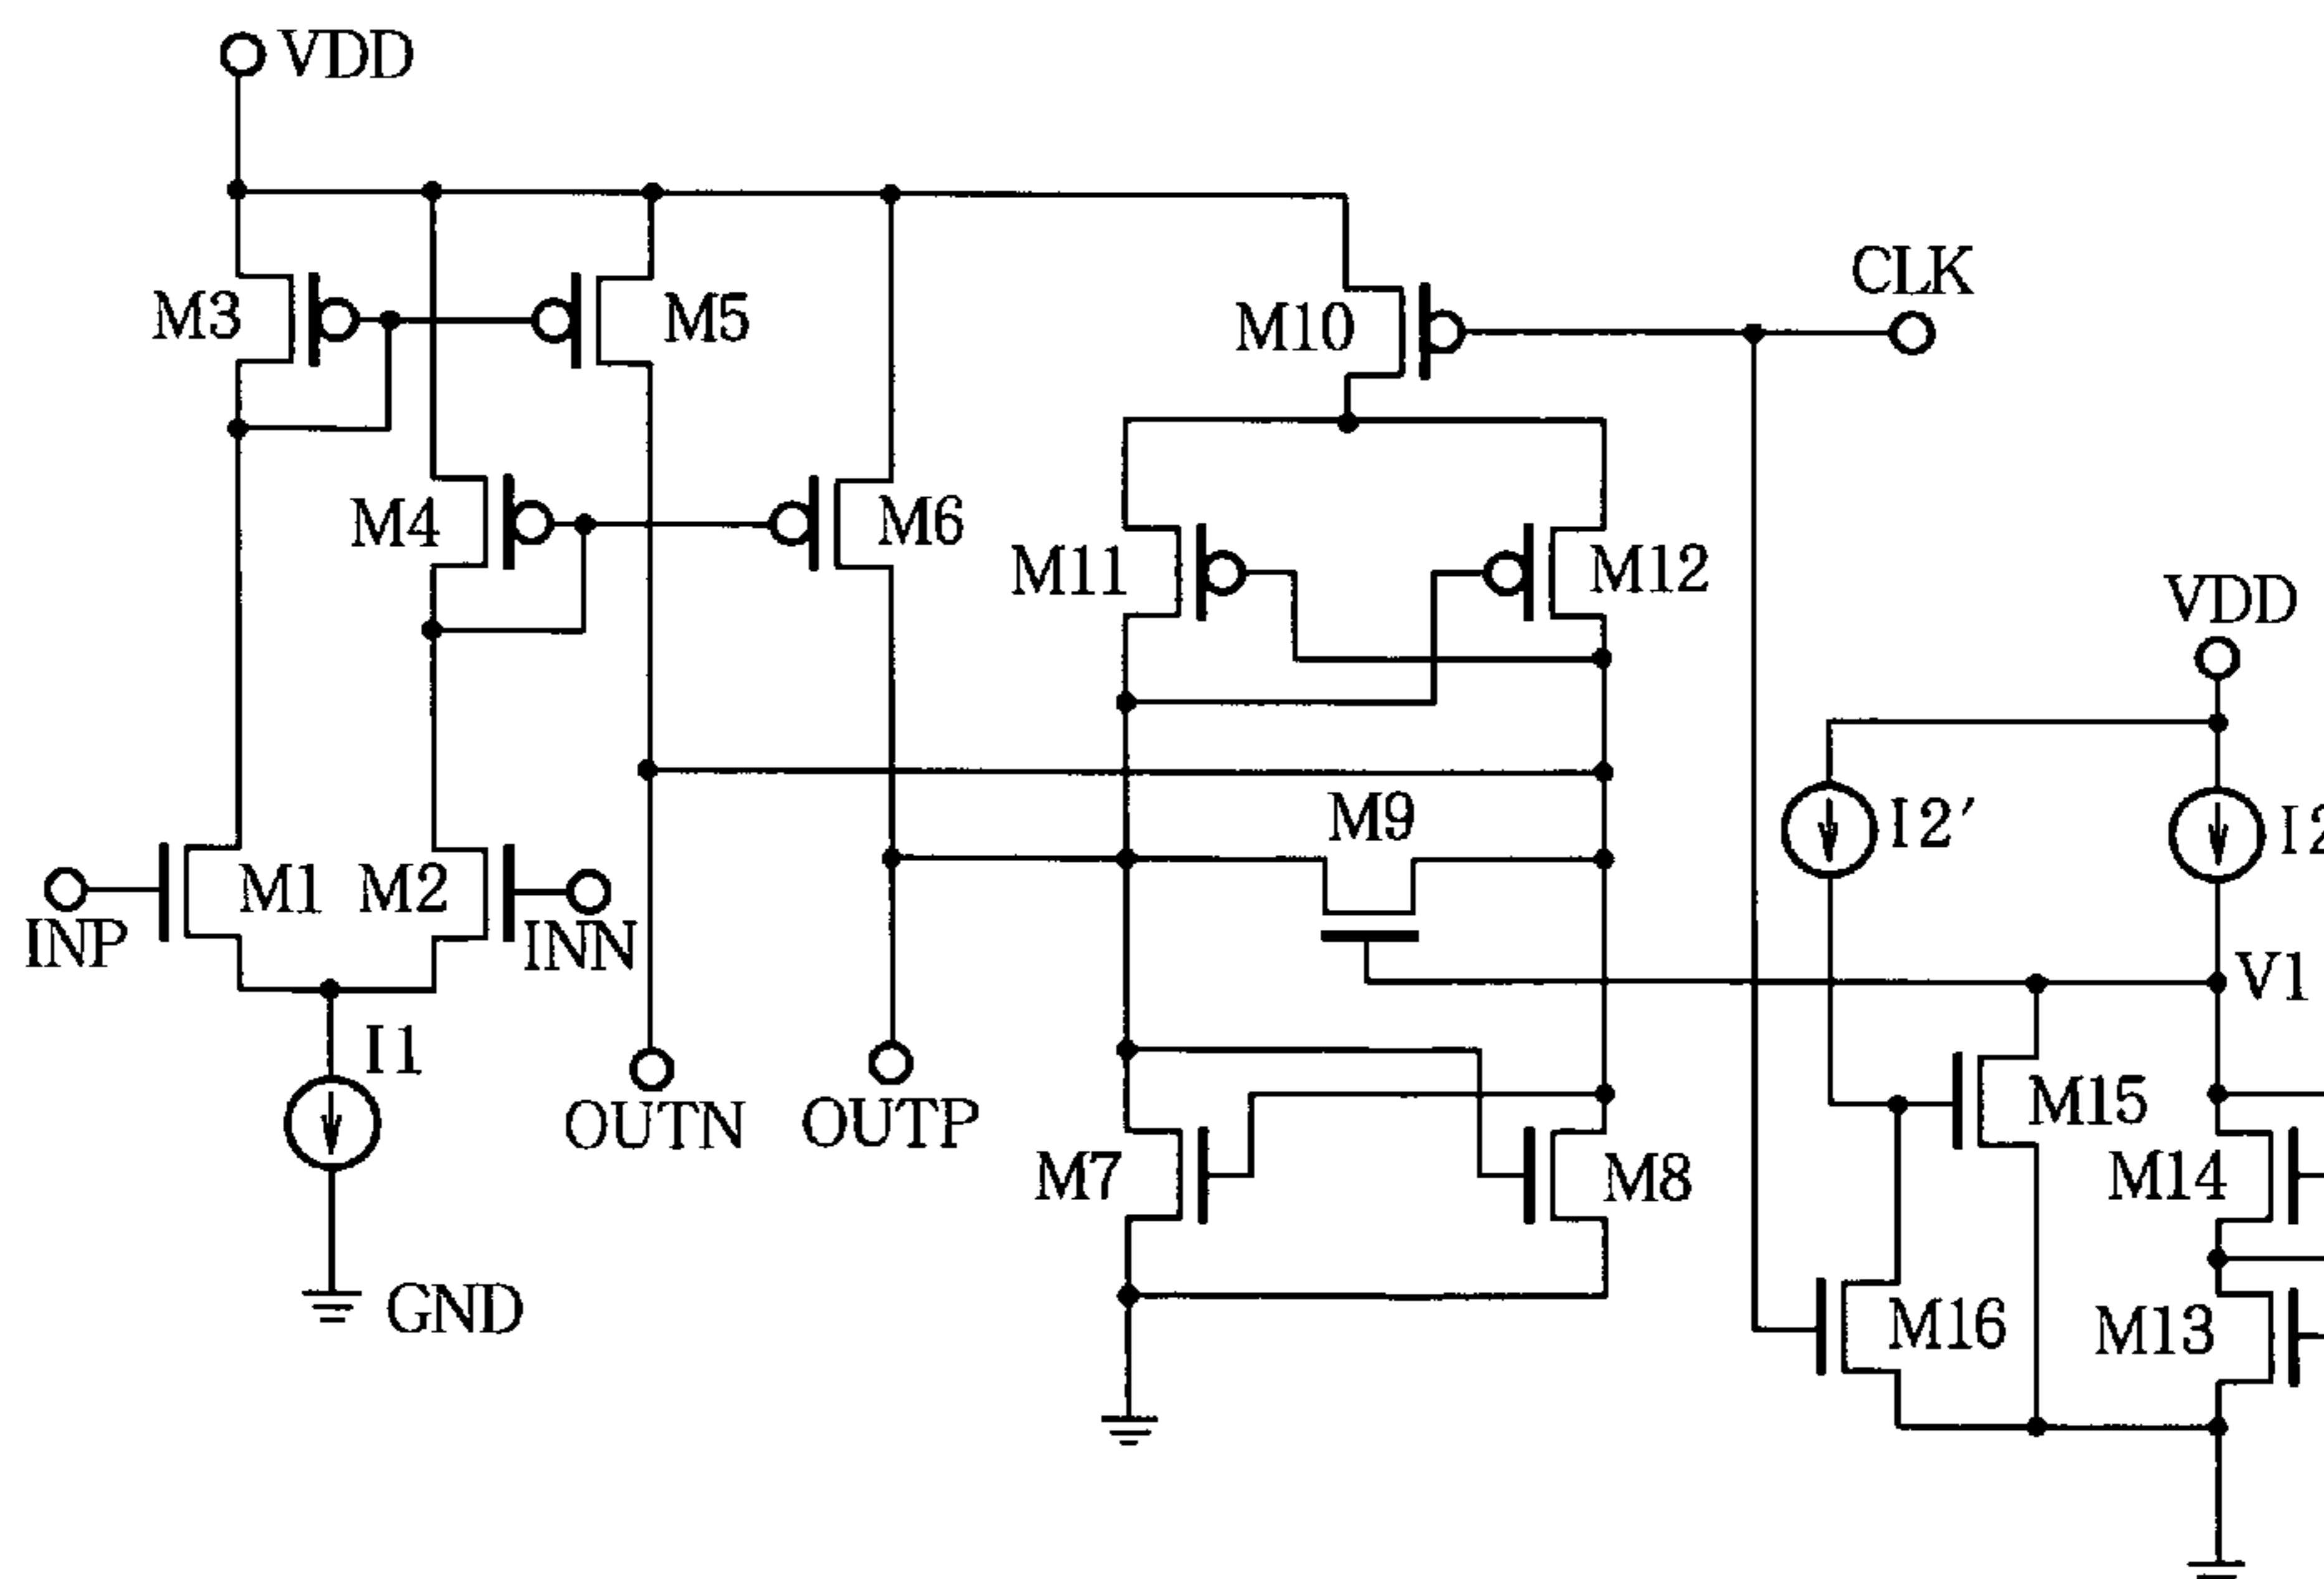 VDD
M3
M5
M10
CLK
M4
M6
M11
M12
VDD
M9
I2'
I2
M1
M2
INP
INN
V1
I1
OUTN
OUTP
M15
M7
M8
M14
GND
M16
M13